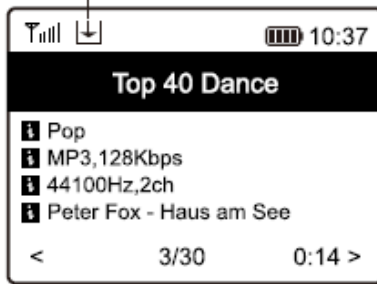 10:37
Top 40 Dance
i Pop
i MP3,128Kbps
i 44100Hz,2ch
i Peter Fox - Haus am See
< 3/30 0:14 >